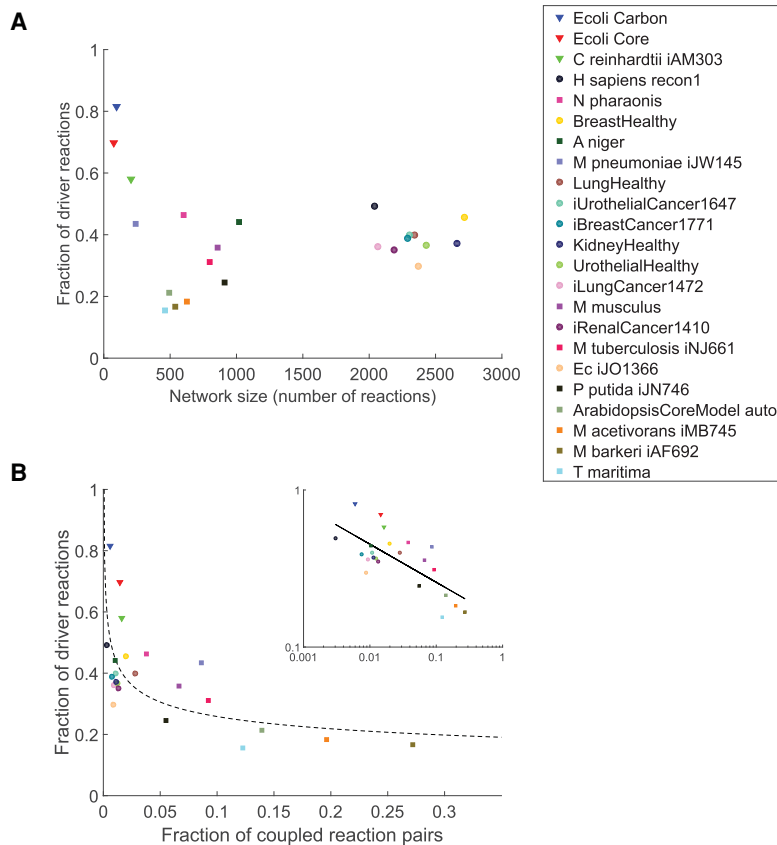 A
Fraction of driver reactions
1
0.8
0.6
0.4
0.2
0
0 500 1000 1500 2000 2500 3000
Network size (number of reactions)
Ecoli Carbon
Ecoli Core
C reinhardtii iAM303
H sapiens recon1
N pharaonis
BreastHealthy
A niger
M pneumoniae iJW145
LungHealthy
iUrothelialCancer1647
iBreastCancer1771
KidneyHealthy
UrothelialHealthy
iLungCancer1472
M musculus
iRenalCancer1410
M tuberculosis iNJ661
Ec iJO1366
P putida iJN746
ArabidopsisCoreModel auto
M acetivorans iMB745
M barkeri iAF692
T maritima
B
Fraction of driver reactions
1
0.8
0.6
0.4
0.2
0
0 0.05 0.1 0.15 0.2 0.25 0.3
Fraction of coupled reaction pairs
1
0.1
0.001 0.01 0.1 1